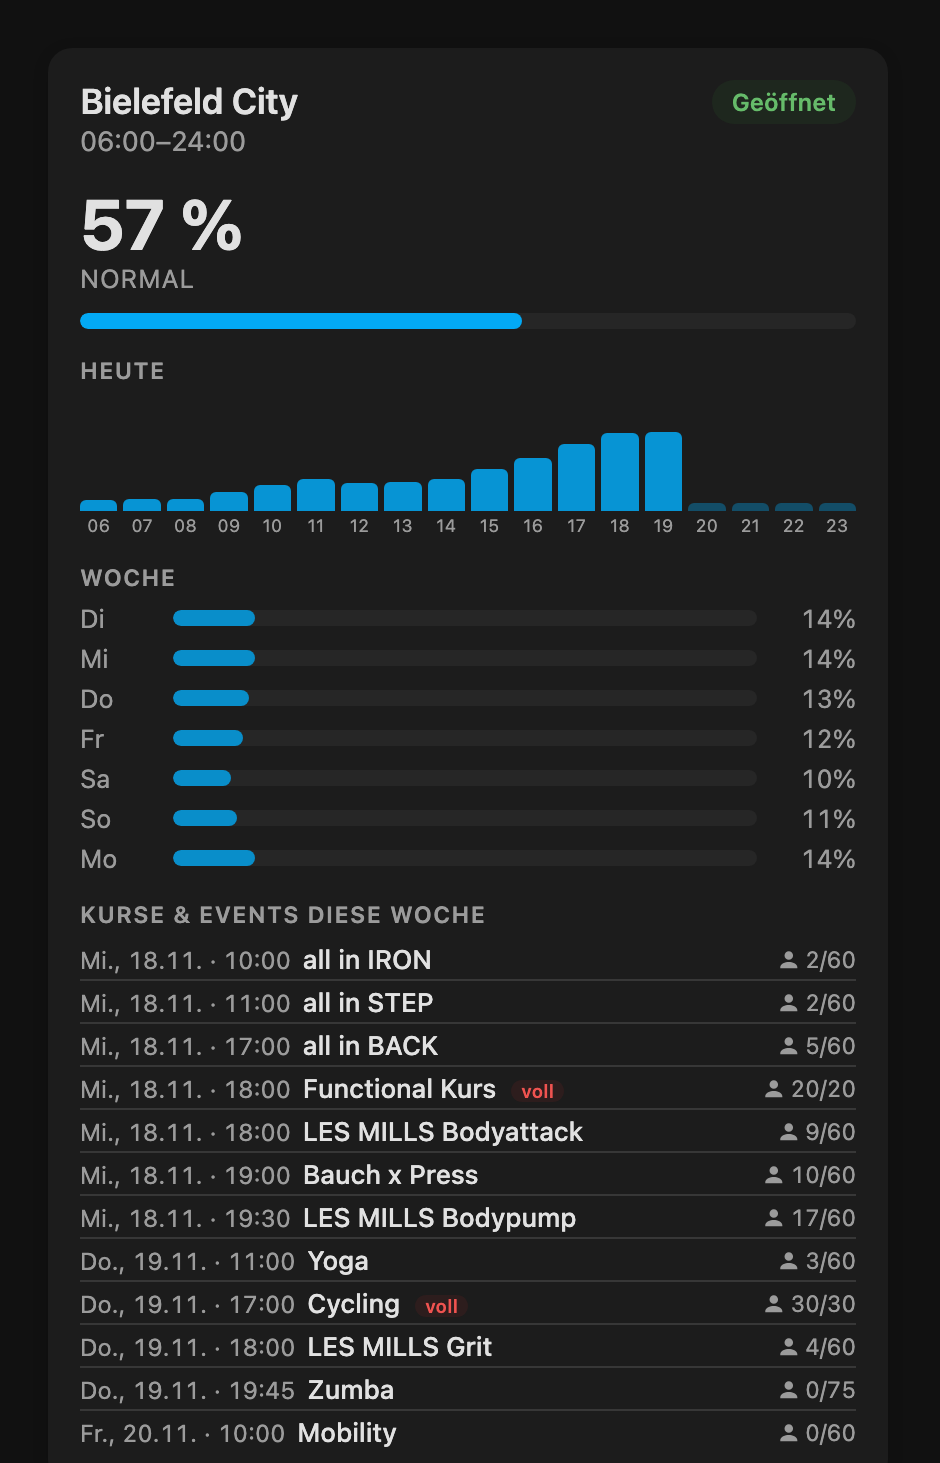 Bielefeld City
Geöffnet
06:00–24:00
57 %
NORMAL
HEUTE
06 07 08 09 10 11 12 13 14 15 16 17 18 19 20 21 22 23
WOCHE
Di 14%
Mi 14%
Do 13%
Fr 12%
Sa 10%
So 11%
Mo 14%
KURSE & EVENTS DIESE WOCHE
Mi., 18.11. · 10:00 all in IRON 2/60
Mi., 18.11. · 11:00 all in STEP 2/60
Mi., 18.11. · 17:00 all in BACK 5/60
Mi., 18.11. · 18:00 Functional Kurs voll 20/20
Mi., 18.11. · 18:00 LES MILLS Bodyattack 9/60
Mi., 18.11. · 19:00 Bauch x Press 10/60
Mi., 18.11. · 19:30 LES MILLS Bodypump 17/60
Do., 19.11. · 11:00 Yoga 3/60
Do., 19.11. · 17:00 Cycling voll 30/30
Do., 19.11. · 18:00 LES MILLS Grit 4/60
Do., 19.11. · 19:45 Zumba 0/75
Fr., 20.11. · 10:00 Mobility 0/60